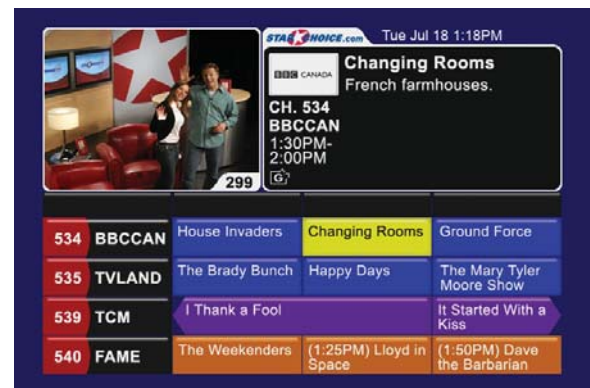 STAR CHOICE.com
Tue Jul 18 1:18PM
BBC CANADA
Changing Rooms
French farmhouses.
CH. 534
BBCCAN
1:30PM-
2:00PM
G
299
534 BBCCAN House Invaders Changing Rooms Ground Force
535 TVLAND The Brady Bunch Happy Days The Mary Tyler
Moore Show
539 TCM I Thank a Fool It Started With a
Kiss
540 FAME The Weekenders (1:25PM) Lloyd in
Space
(1:50PM) Dave
the Barbarian